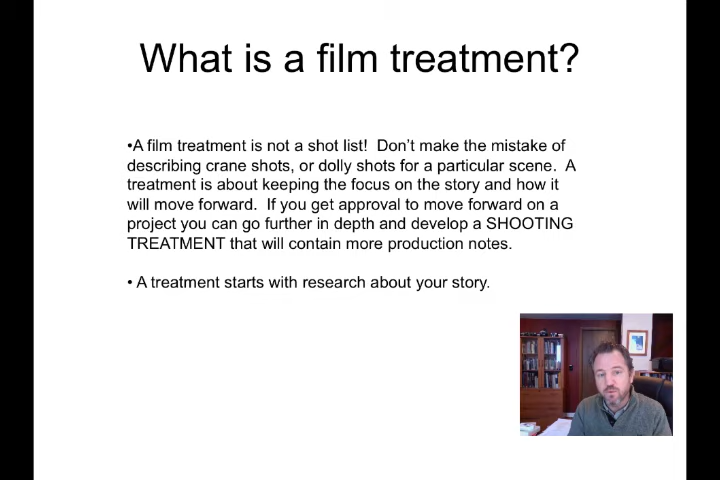 What is a film treatment?
•A film treatment is not a shot list!  Don't make the mistake of
describing crane shots, or dolly shots for a particular scene.  A
treatment is about keeping the focus on the story and how it
will move forward.  If you get approval to move forward on a
project you can go further in depth and develop a SHOOTING
TREATMENT that will contain more production notes.
• A treatment starts with research about your story.